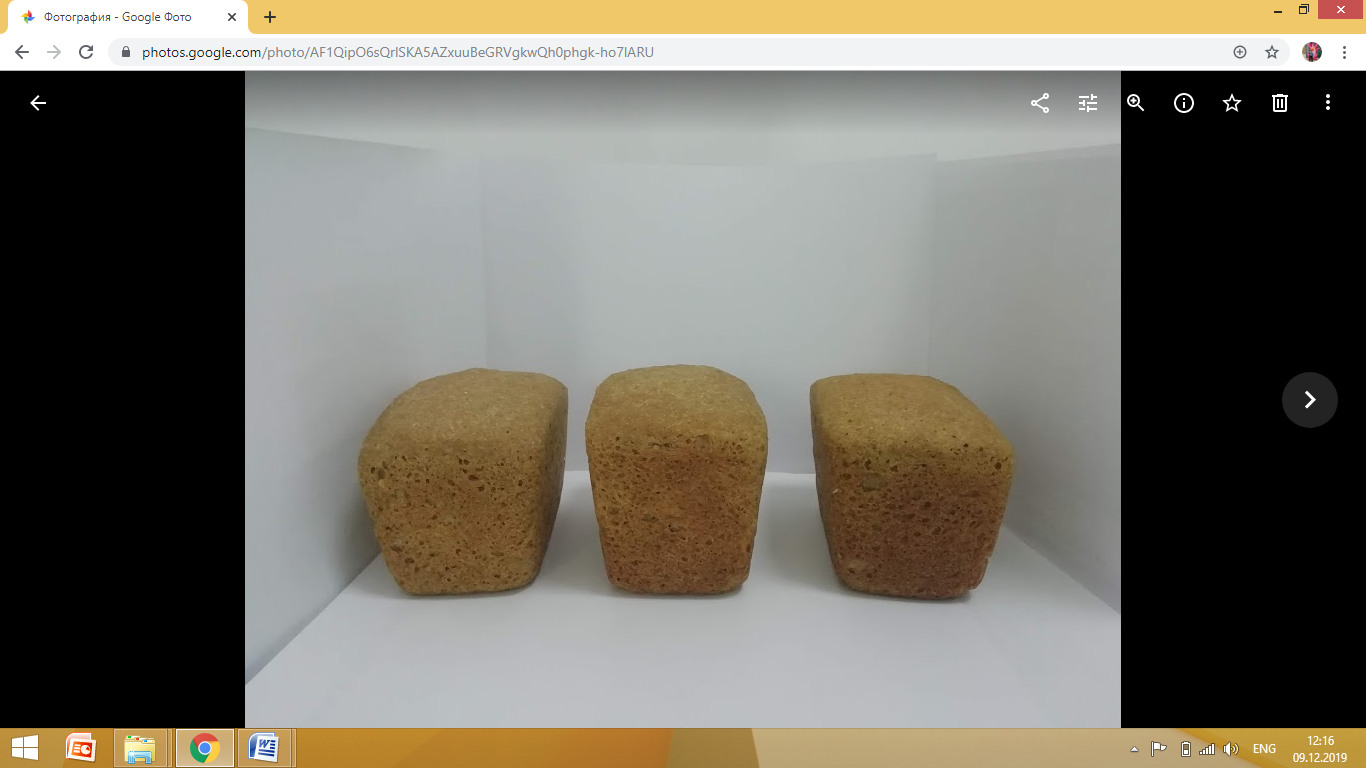 Фотография - Google Фото
photos.google.com/photo/AF1QipO6sQrlSKA5AZxuuBeGRVgkwQh0phgk-ho7lARU
ENG
12:16
09.12.2019